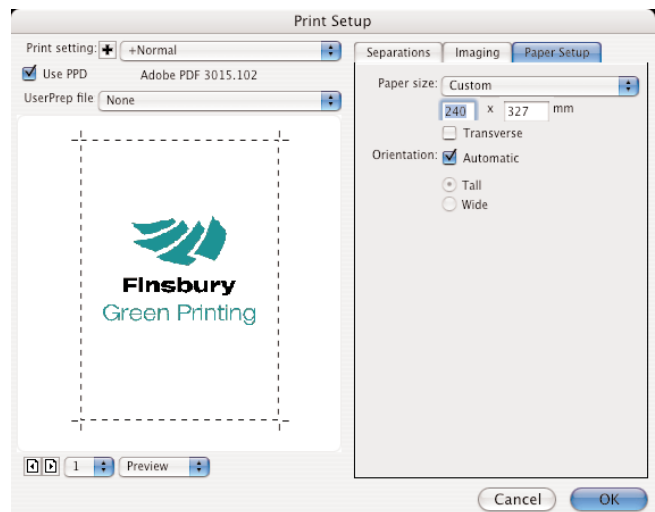 Print Setup
Print setting: +Normal
Use PPD Adobe PDF 3015.102
UserPrep file None
Finsbury
Green Printing
1 Preview
Separations Imaging Paper Setup
Paper size: Custom
240 x 327 mm
Transverse
Orientation: Automatic
Tall
Wide
Cancel OK